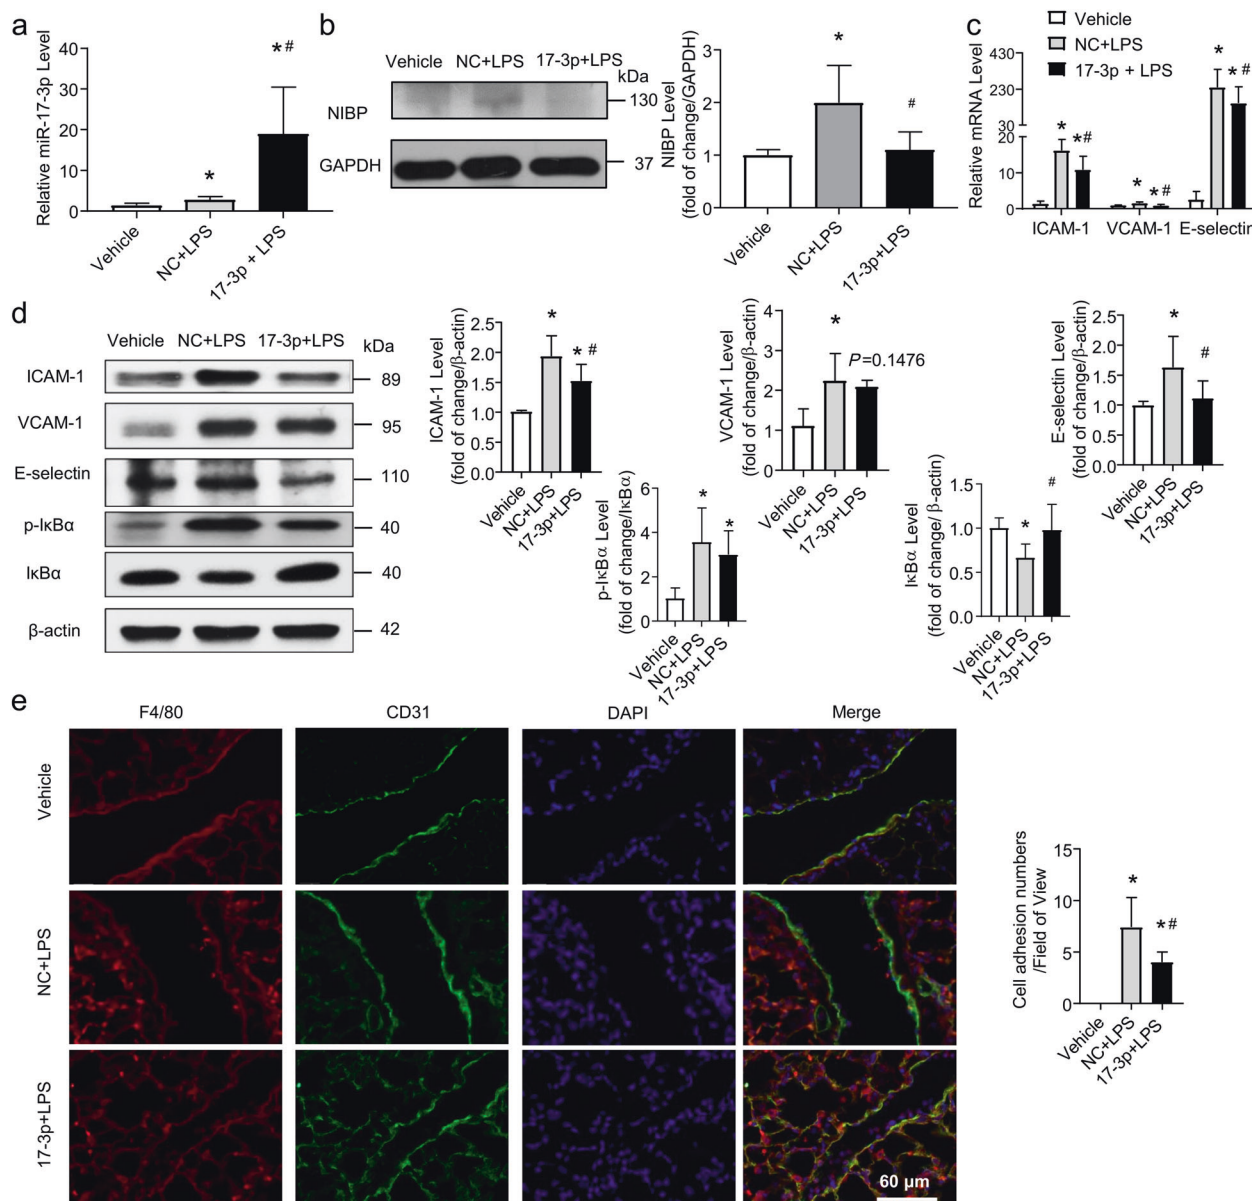 a
Relative miR-17-3p Level
40
30
20
10
0
*
*#
Vehicle
NC+LPS
17-3p + LPS
b
Vehicle NC+LPS 17-3p+LPS
kDa
NIBP
130
GAPDH
37
NIBP Level
(fold of change/GAPDH)
3
2
1
0
*
#
Vehicle
NC+LPS
17-3p+LPS
c
Vehicle
NC+LPS
17-3p + LPS
Relative mRNA Level
430
230
30
20
10
0
*
*#
*
*#
*
*#
ICAM-1 VCAM-1 E-selectin
d
Vehicle NC+LPS 17-3p+LPS
kDa
ICAM-1
89
VCAM-1
95
E-selectin
110
p-IκBα
40
IκBα
40
β-actin
42
ICAM-1 Level
(fold of change/β-actin)
2.5
2.0
1.5
1.0
0.5
0.0
*
*#
Vehicle
NC+LPS
17-3p+LPS
VCAM-1 Level
(fold of change/β-actin)
4
3
2
1
0
*
P=0.1476
Vehicle
NC+LPS
17-3p+LPS
E-selectin Level
(fold of change/β-actin)
2.5
2.0
1.5
1.0
0.5
0.0
*
#
Vehicle
NC+LPS
17-3p+LPS
p-IκBα Level
(fold of change/IκBα)
6
4
2
0
*
*
Vehicle
NC+LPS
17-3p+LPS
IκBα Level
(fold of change/ β-actin)
1.5
1.0
0.5
0.0
*
#
Vehicle
NC+LPS
17-3p+LPS
e
F4/80 CD31 DAPI Merge
Vehicle
NC+LPS
17-3p+LPS
60 μm
Cell adhesion numbers
/Field of View
15
10
5
0
*
*#
Vehicle
NC+LPS
17-3p+LPS